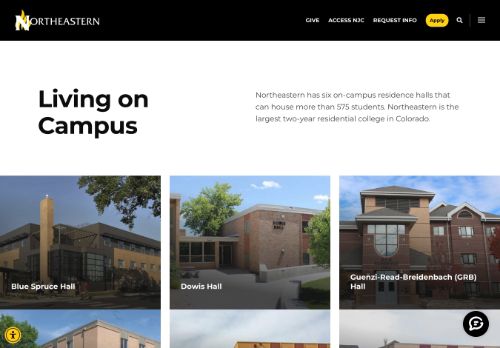 NORTHEASTERN
GIVE ACCESS NJC REQUEST INFO Apply
Living on
Campus
Northeastern has six on-campus residence halls that
can house more than 575 students. Northeastern is the
largest two-year residential college in Colorado.
Blue Spruce Hall
Dowis Hall
Guenzi-Read-Breidenbach (GRB)
Hall